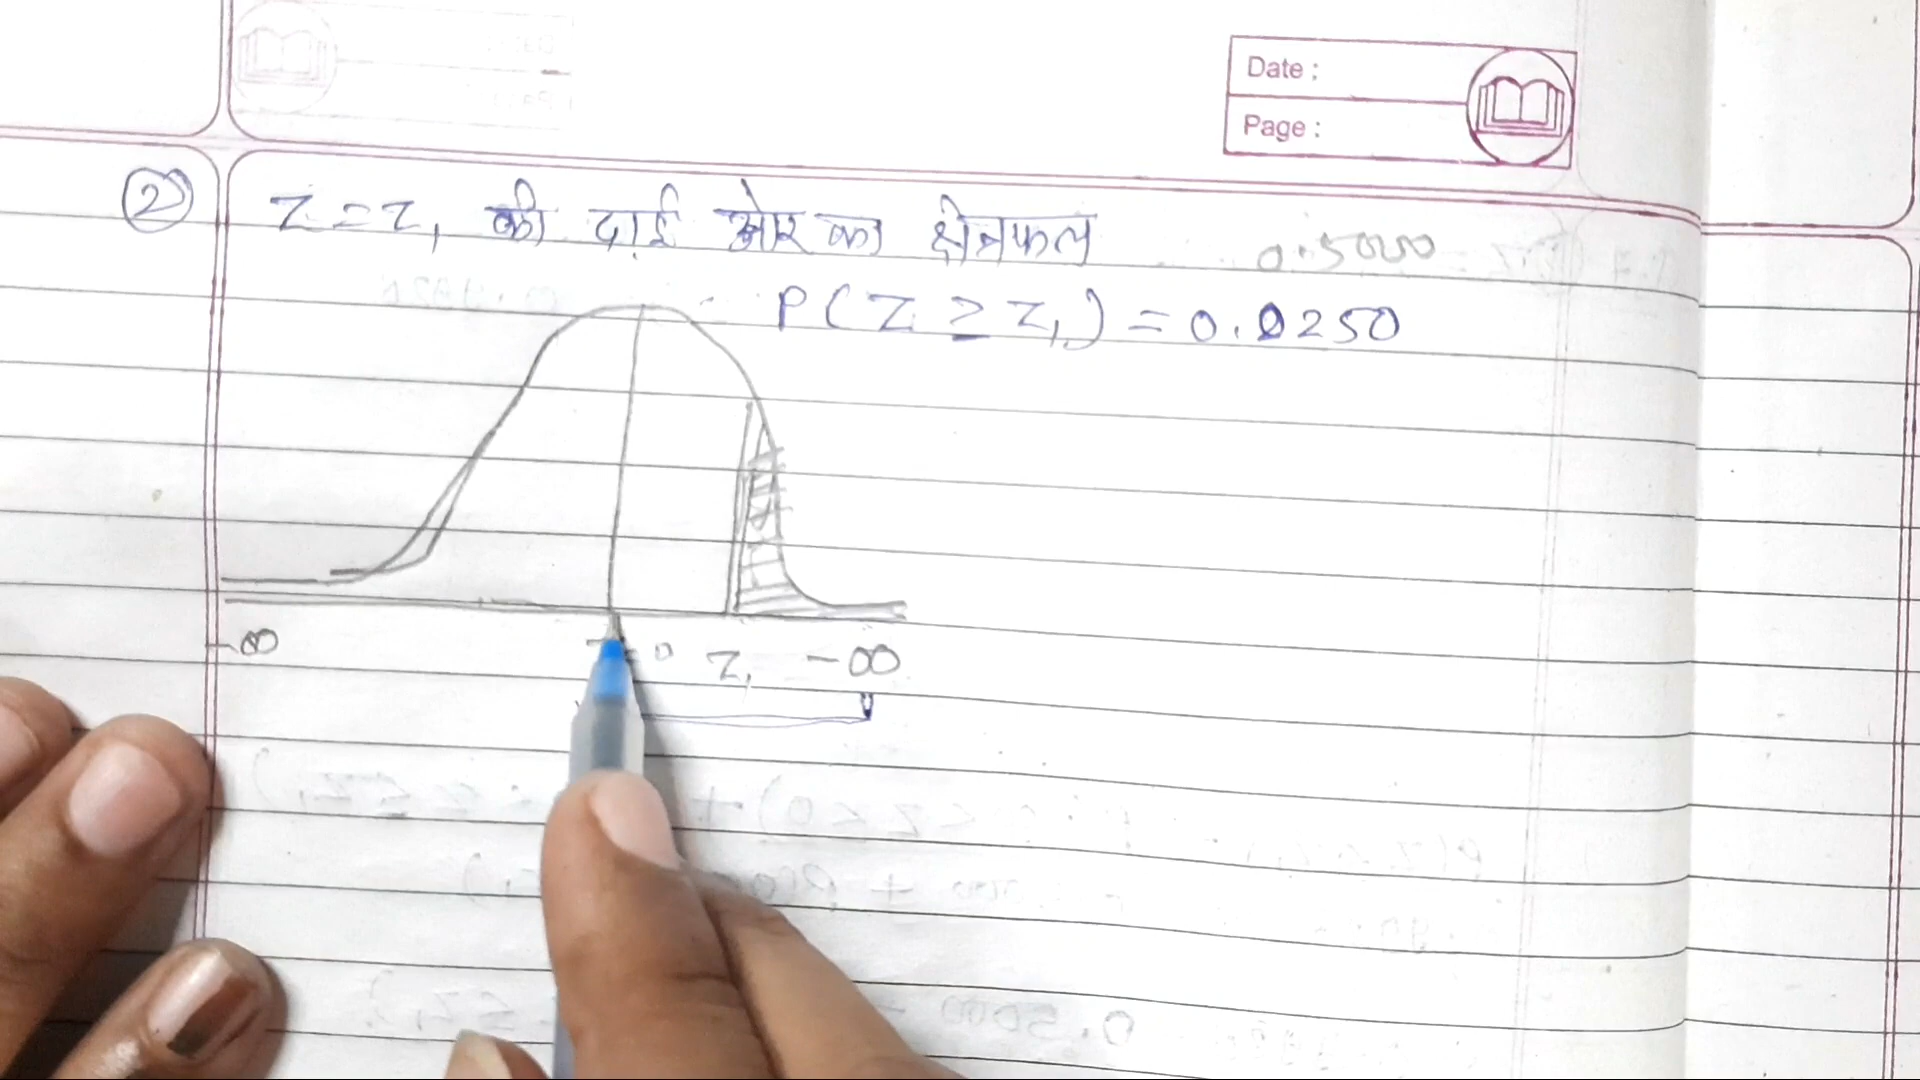 Date :
Page :
② Z = Z₁ की दाई ओर का क्षेत्रफल
0.5000
P(Z ≥ Z₁) = 0.0250
-∞ 0 Z₁ -∞